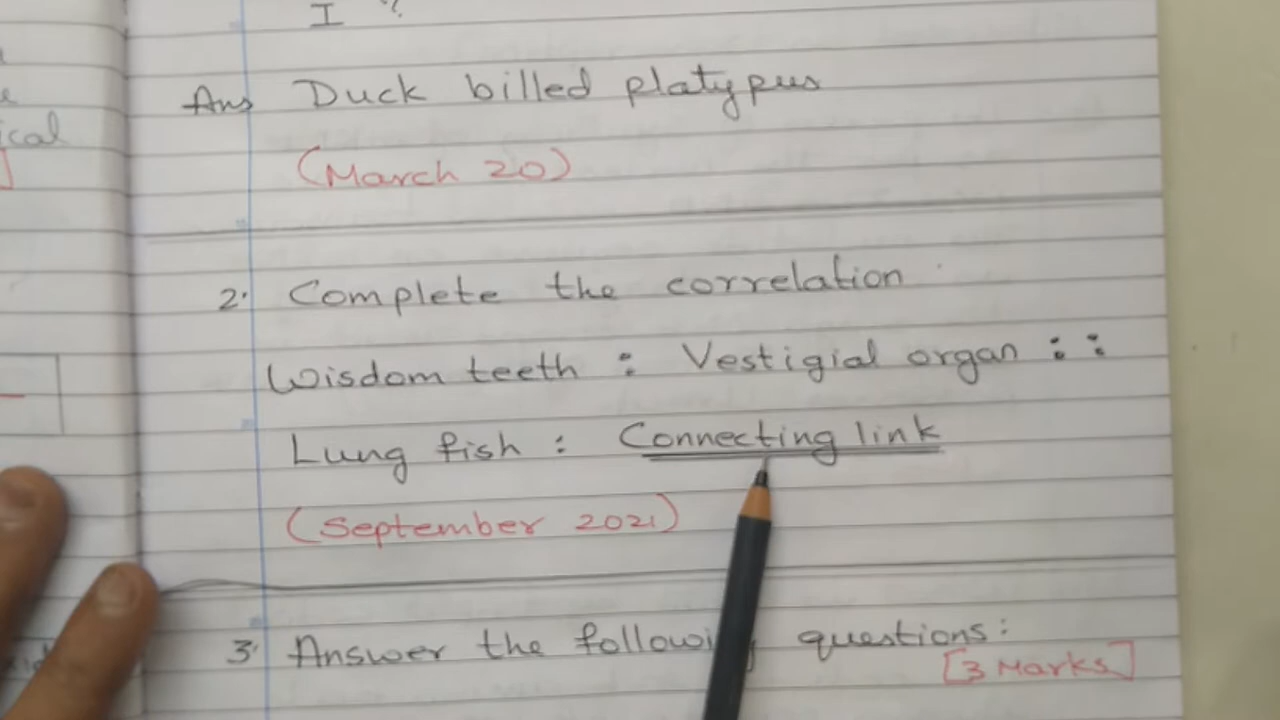 I ?
Ans Duck billed platypus
ical
(March 20)
]
2. Complete the correlation
Wisdom teeth : Vestigial organ ::
Lung fish : Connecting link
(September 2021)
3. Answer the following questions:
[3 Marks]